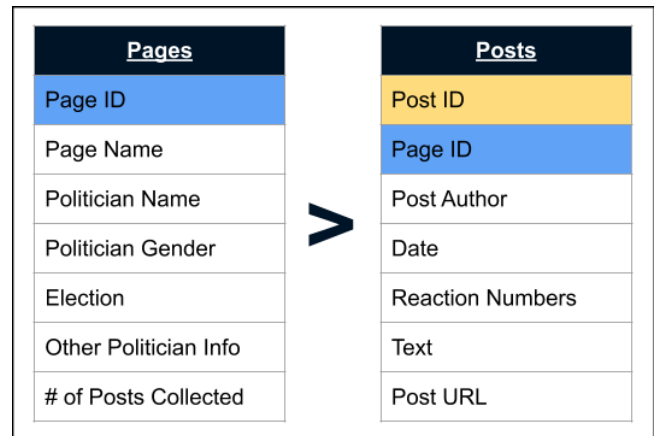 Pages
Page ID
Page Name
Politician Name
Politician Gender
Election
Other Politician Info
# of Posts Collected
>
Posts
Post ID
Page ID
Post Author
Date
Reaction Numbers
Text
Post URL